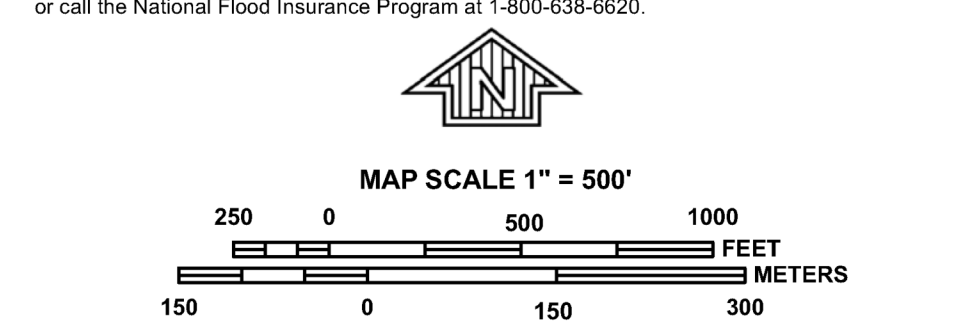 or call the National Flood Insurance Program at 1-800-638-6620.
N
MAP SCALE 1" = 500'
250 0 500 1000
FEET
METERS
150 0 150 300